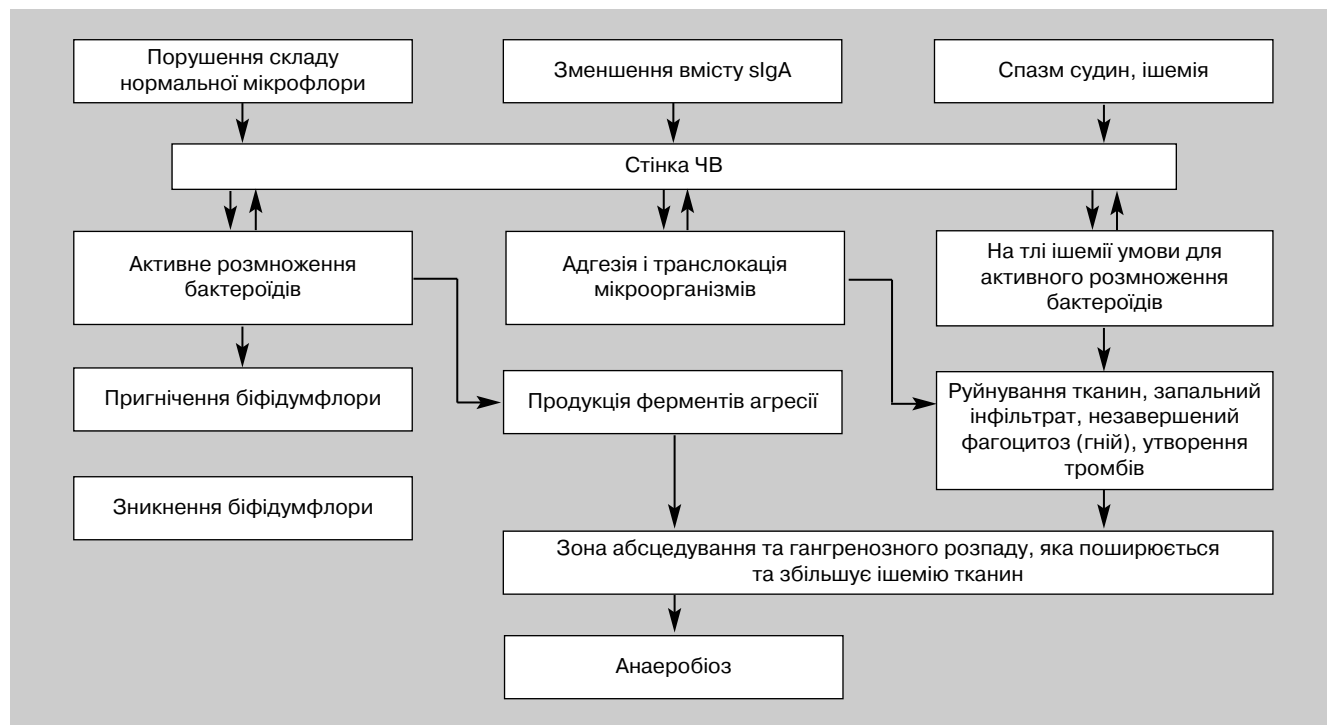 Порушення складу
нормальної мікрофлори
Зменшення вмісту sIgA
Спазм судин, ішемія
Стінка ЧВ
Активне розмноження
бактероїдів
Адгезія і транслокація
мікроорганізмів
На тлі ішемії умови для
активного розмноження
бактероїдів
Пригнічення біфідумфлори
Продукція ферментів агресії
Руйнування тканин, запальний
інфільтрат, незавершений
фагоцитоз (гній), утворення
тромбів
Зникнення біфідумфлори
Зона абсцедування та гангренозного розпаду, яка поширюється
та збільшує ішемію тканин
Анаеробіоз